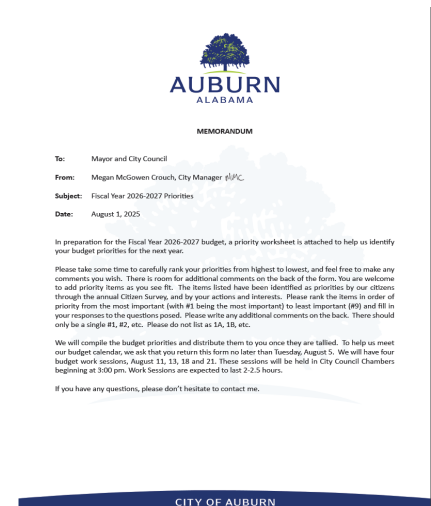 AUBURN
ALABAMA
MEMORANDUM
To: Mayor and City Council
From: Megan McGowen Crouch, City Manager MMC
Subject: Fiscal Year 2026-2027 Priorities
Date: August 1, 2025
In preparation for the Fiscal Year 2026-2027 budget, a priority worksheet is attached to help us identify
your budget priorities for the next year.
Please take some time to carefully rank your priorities from highest to lowest, and feel free to make any
comments you wish. There is room for additional comments on the back of the form. You are welcome
to add priority items as you see fit. The items listed have been identified as priorities by our citizens
through the annual Citizen Survey, and by your actions and interests. Please rank the items in order of
priority from the most important (with #1 being the most important) to least important (#9) and fill in
your responses to the questions posed. Please write any additional comments on the back. There should
only be a single #1, #2, etc. Please do not list as 1A, 1B, etc.
We will compile the budget priorities and distribute them to you once they are tallied. To help us meet
our budget calendar, we ask that you return this form no later than Tuesday, August 5. We will have four
budget work sessions, August 11, 13, 18 and 21. These sessions will be held in City Council Chambers
beginning at 3:00 pm. Work Sessions are expected to last 2-2.5 hours.
If you have any questions, please don't hesitate to contact me.
CITY OF AUBURN